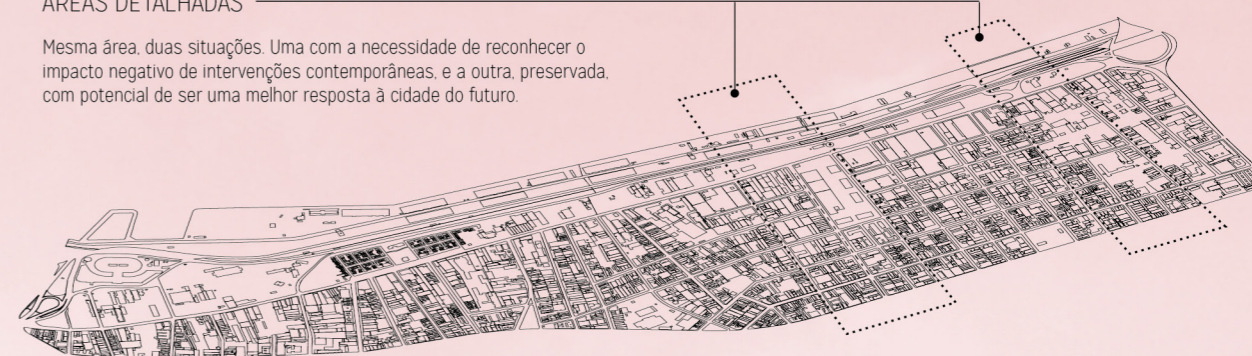 ÁREAS DETALHADAS
Mesma área, duas situações. Uma com a necessidade de reconhecer o
impacto negativo de intervenções contemporâneas, e a outra, preservada,
com potencial de ser uma melhor resposta à cidade do futuro.